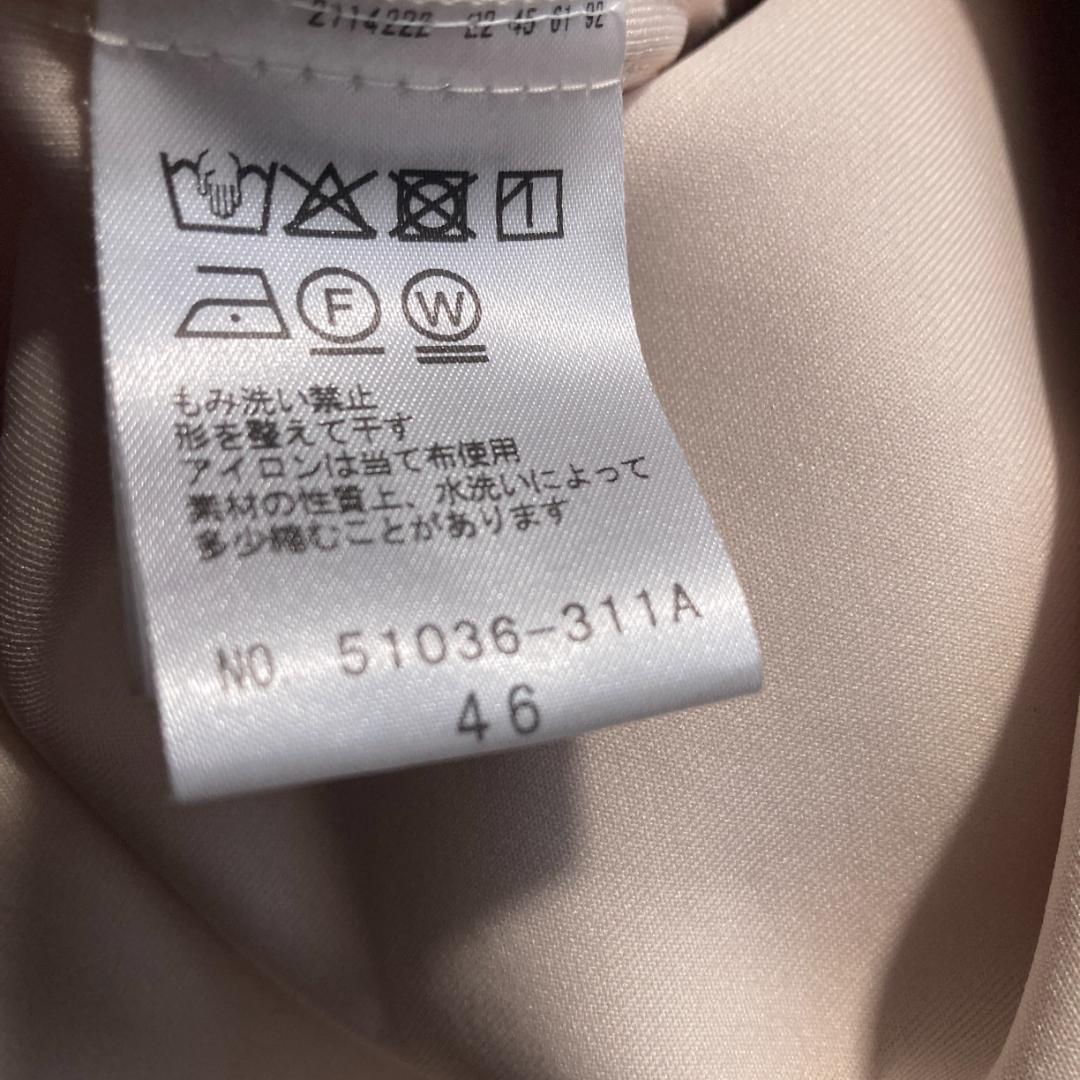 2114222 22 45 61 92
F W
もみ洗い禁止
形を整えて干す
アイロンは当て布使用
素材の性質上、水洗いによって
多少縮むことがあります
NO. 51036-311A
46